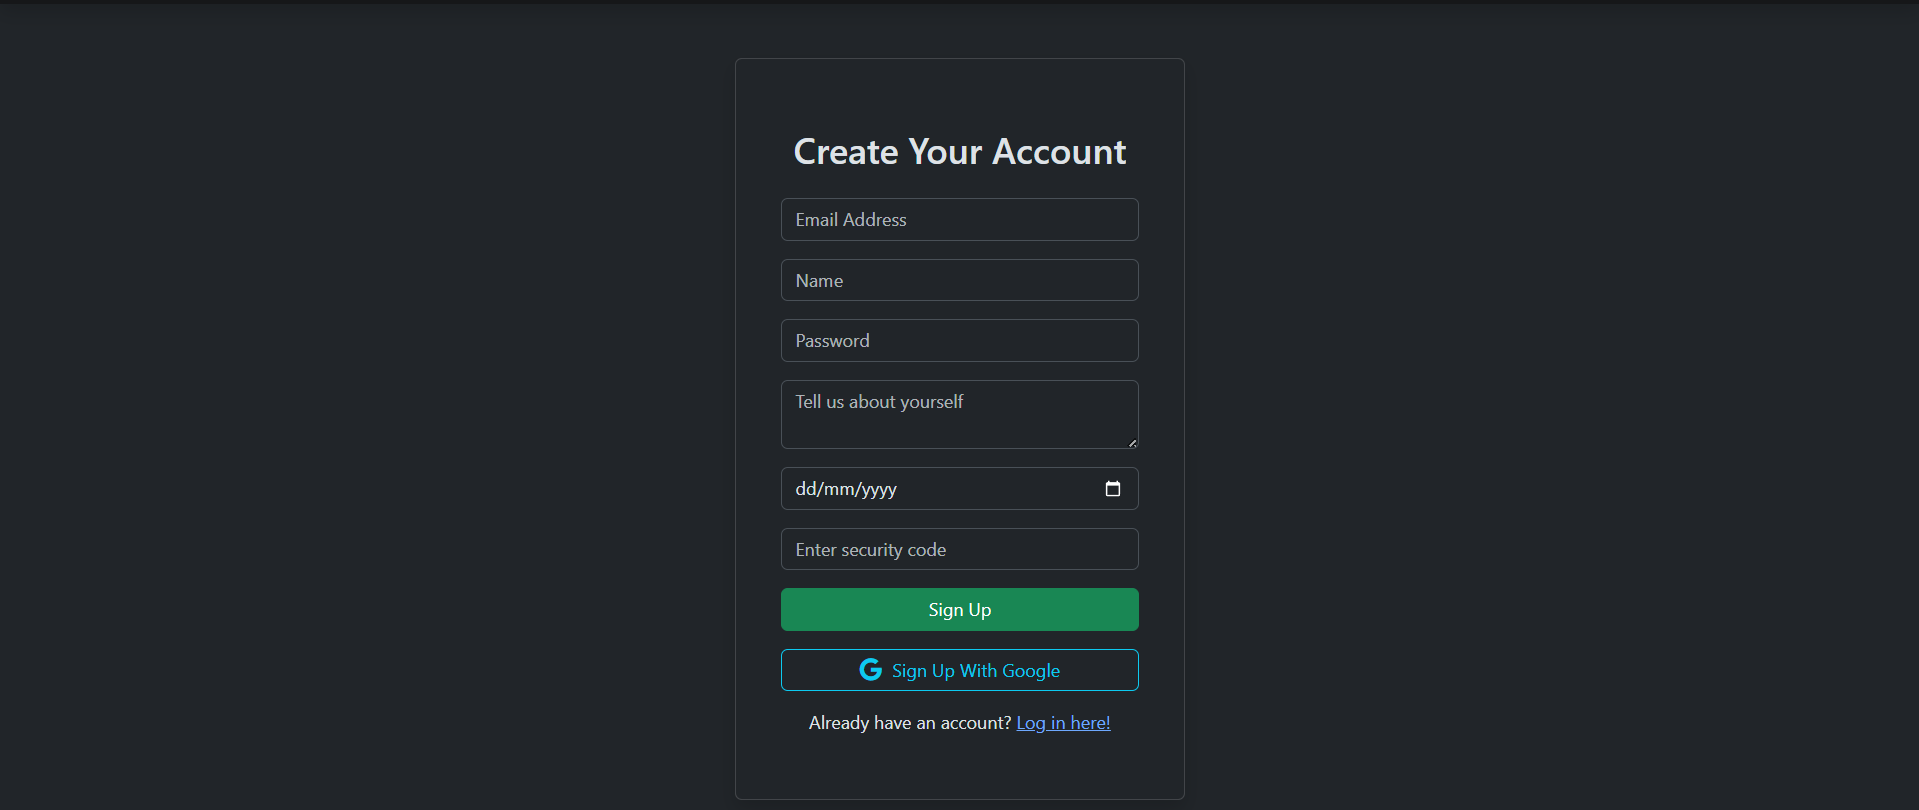 Create Your Account
Email Address
Name
Password
Tell us about yourself
dd/mm/yyyy
Enter security code
Sign Up
Sign Up With Google
Already have an account? Log in here!